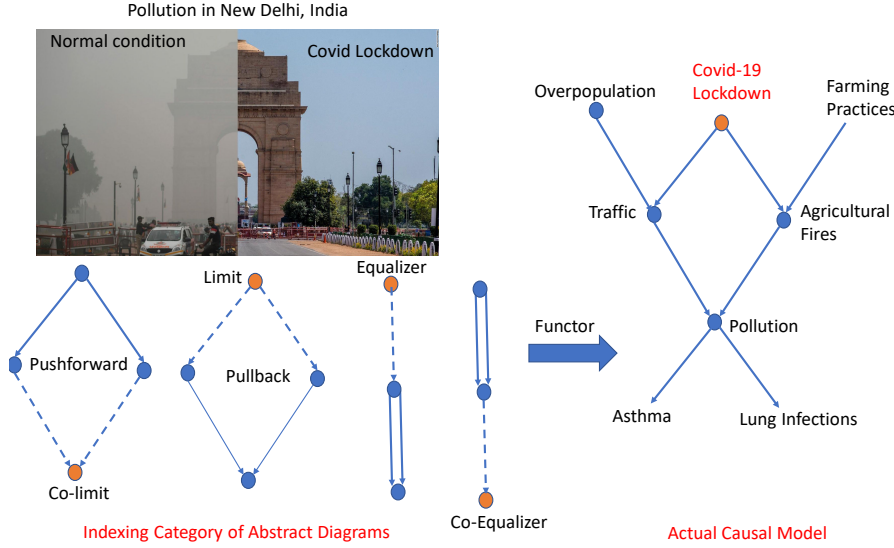 Pollution in New Delhi, India
Normal condition
Covid Lockdown
Overpopulation
Covid-19
Lockdown
Farming
Practices
Traffic
Agricultural
Fires
Limit
Equalizer
Pushforward
Pullback
Functor
Pollution
Asthma
Lung Infections
Co-limit
Co-Equalizer
Indexing Category of Abstract Diagrams
Actual Causal Model